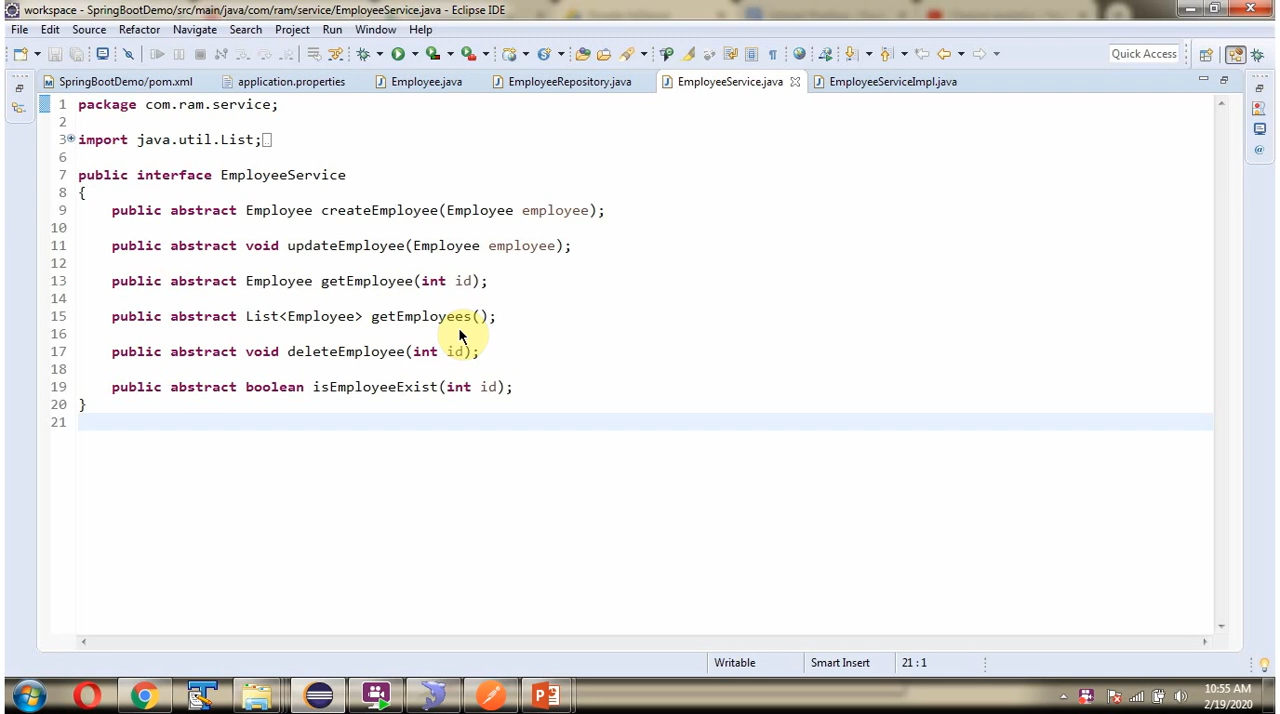 workspace - SpringBootDemo/src/main/java/com/ram/service/EmployeeService.java - Eclipse IDE
File Edit Source Refactor Navigate Search Project Run Window Help
Quick Access
SpringBootDemo/pom.xml application.properties Employee.java EmployeeRepository.java EmployeeService.java EmployeeServiceImpl.java
1 package com.ram.service;
2
3 import java.util.List;
6
7 public interface EmployeeService
8 {
9 public abstract Employee createEmployee(Employee employee);
10
11 public abstract void updateEmployee(Employee employee);
12
13 public abstract Employee getEmployee(int id);
14
15 public abstract List<Employee> getEmployees();
16
17 public abstract void deleteEmployee(int id);
18
19 public abstract boolean isEmployeeExist(int id);
20 }
21
Writable Smart Insert 21 : 1
10:55 AM
2/19/2020